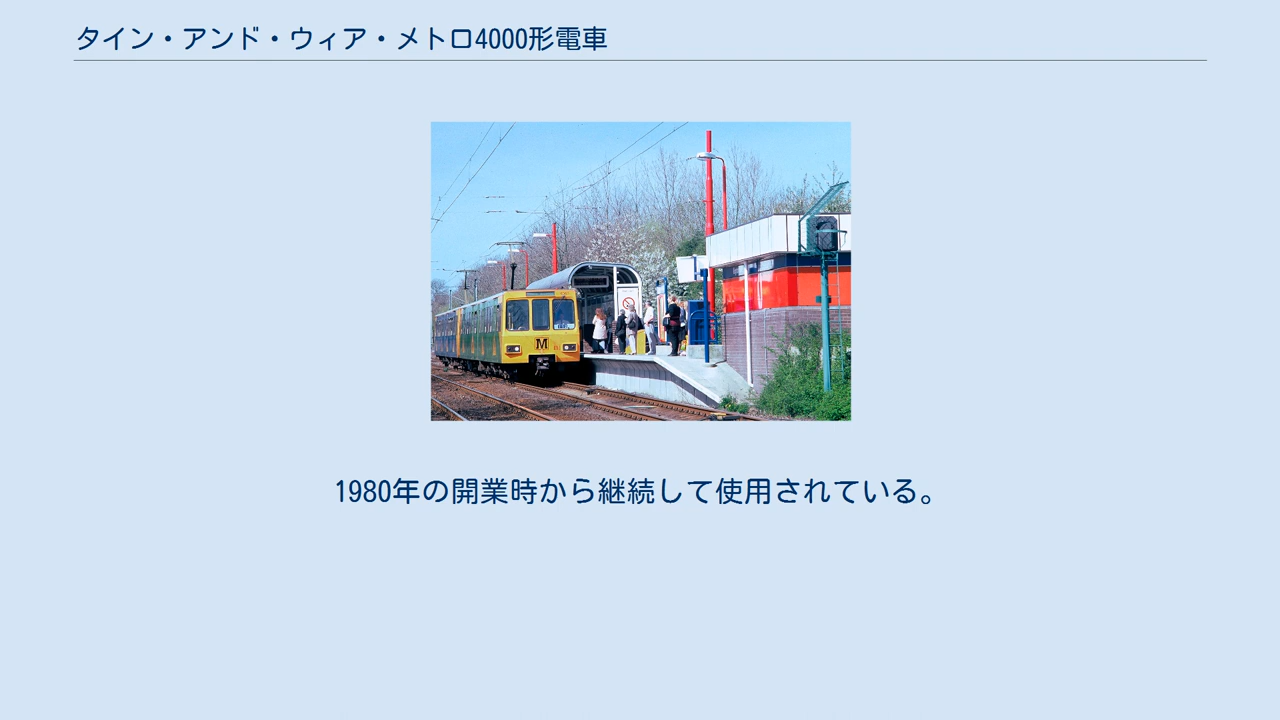 タイン・アンド・ウィア・メトロ4000形電車
M
1980年の開業時から継続して使用されている。